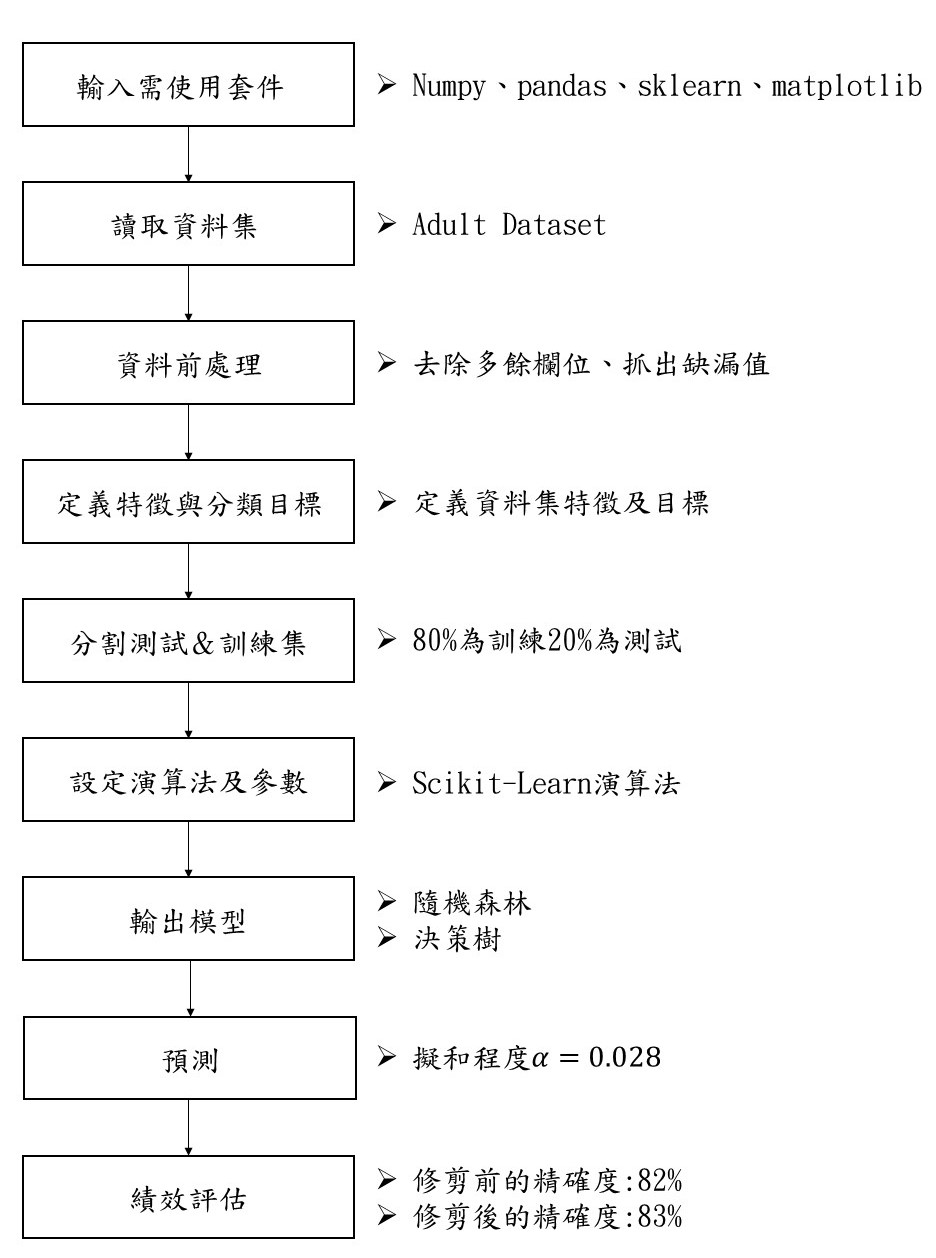 輸入需使用套件
➢ Numpy、pandas、sklearn、matplotlib
讀取資料集
➢ Adult Dataset
資料前處理
➢ 去除多餘欄位、抓出缺漏值
定義特徵與分類目標
➢ 定義資料集特徵及目標
分割測試&訓練集
➢ 80%為訓練20%為測試
設定演算法及參數
➢ Scikit-Learn演算法
輸出模型
➢ 隨機森林
➢ 決策樹
預測
➢ 擬和程度α = 0.028
績效評估
➢ 修剪前的精確度:82%
➢ 修剪後的精確度:83%